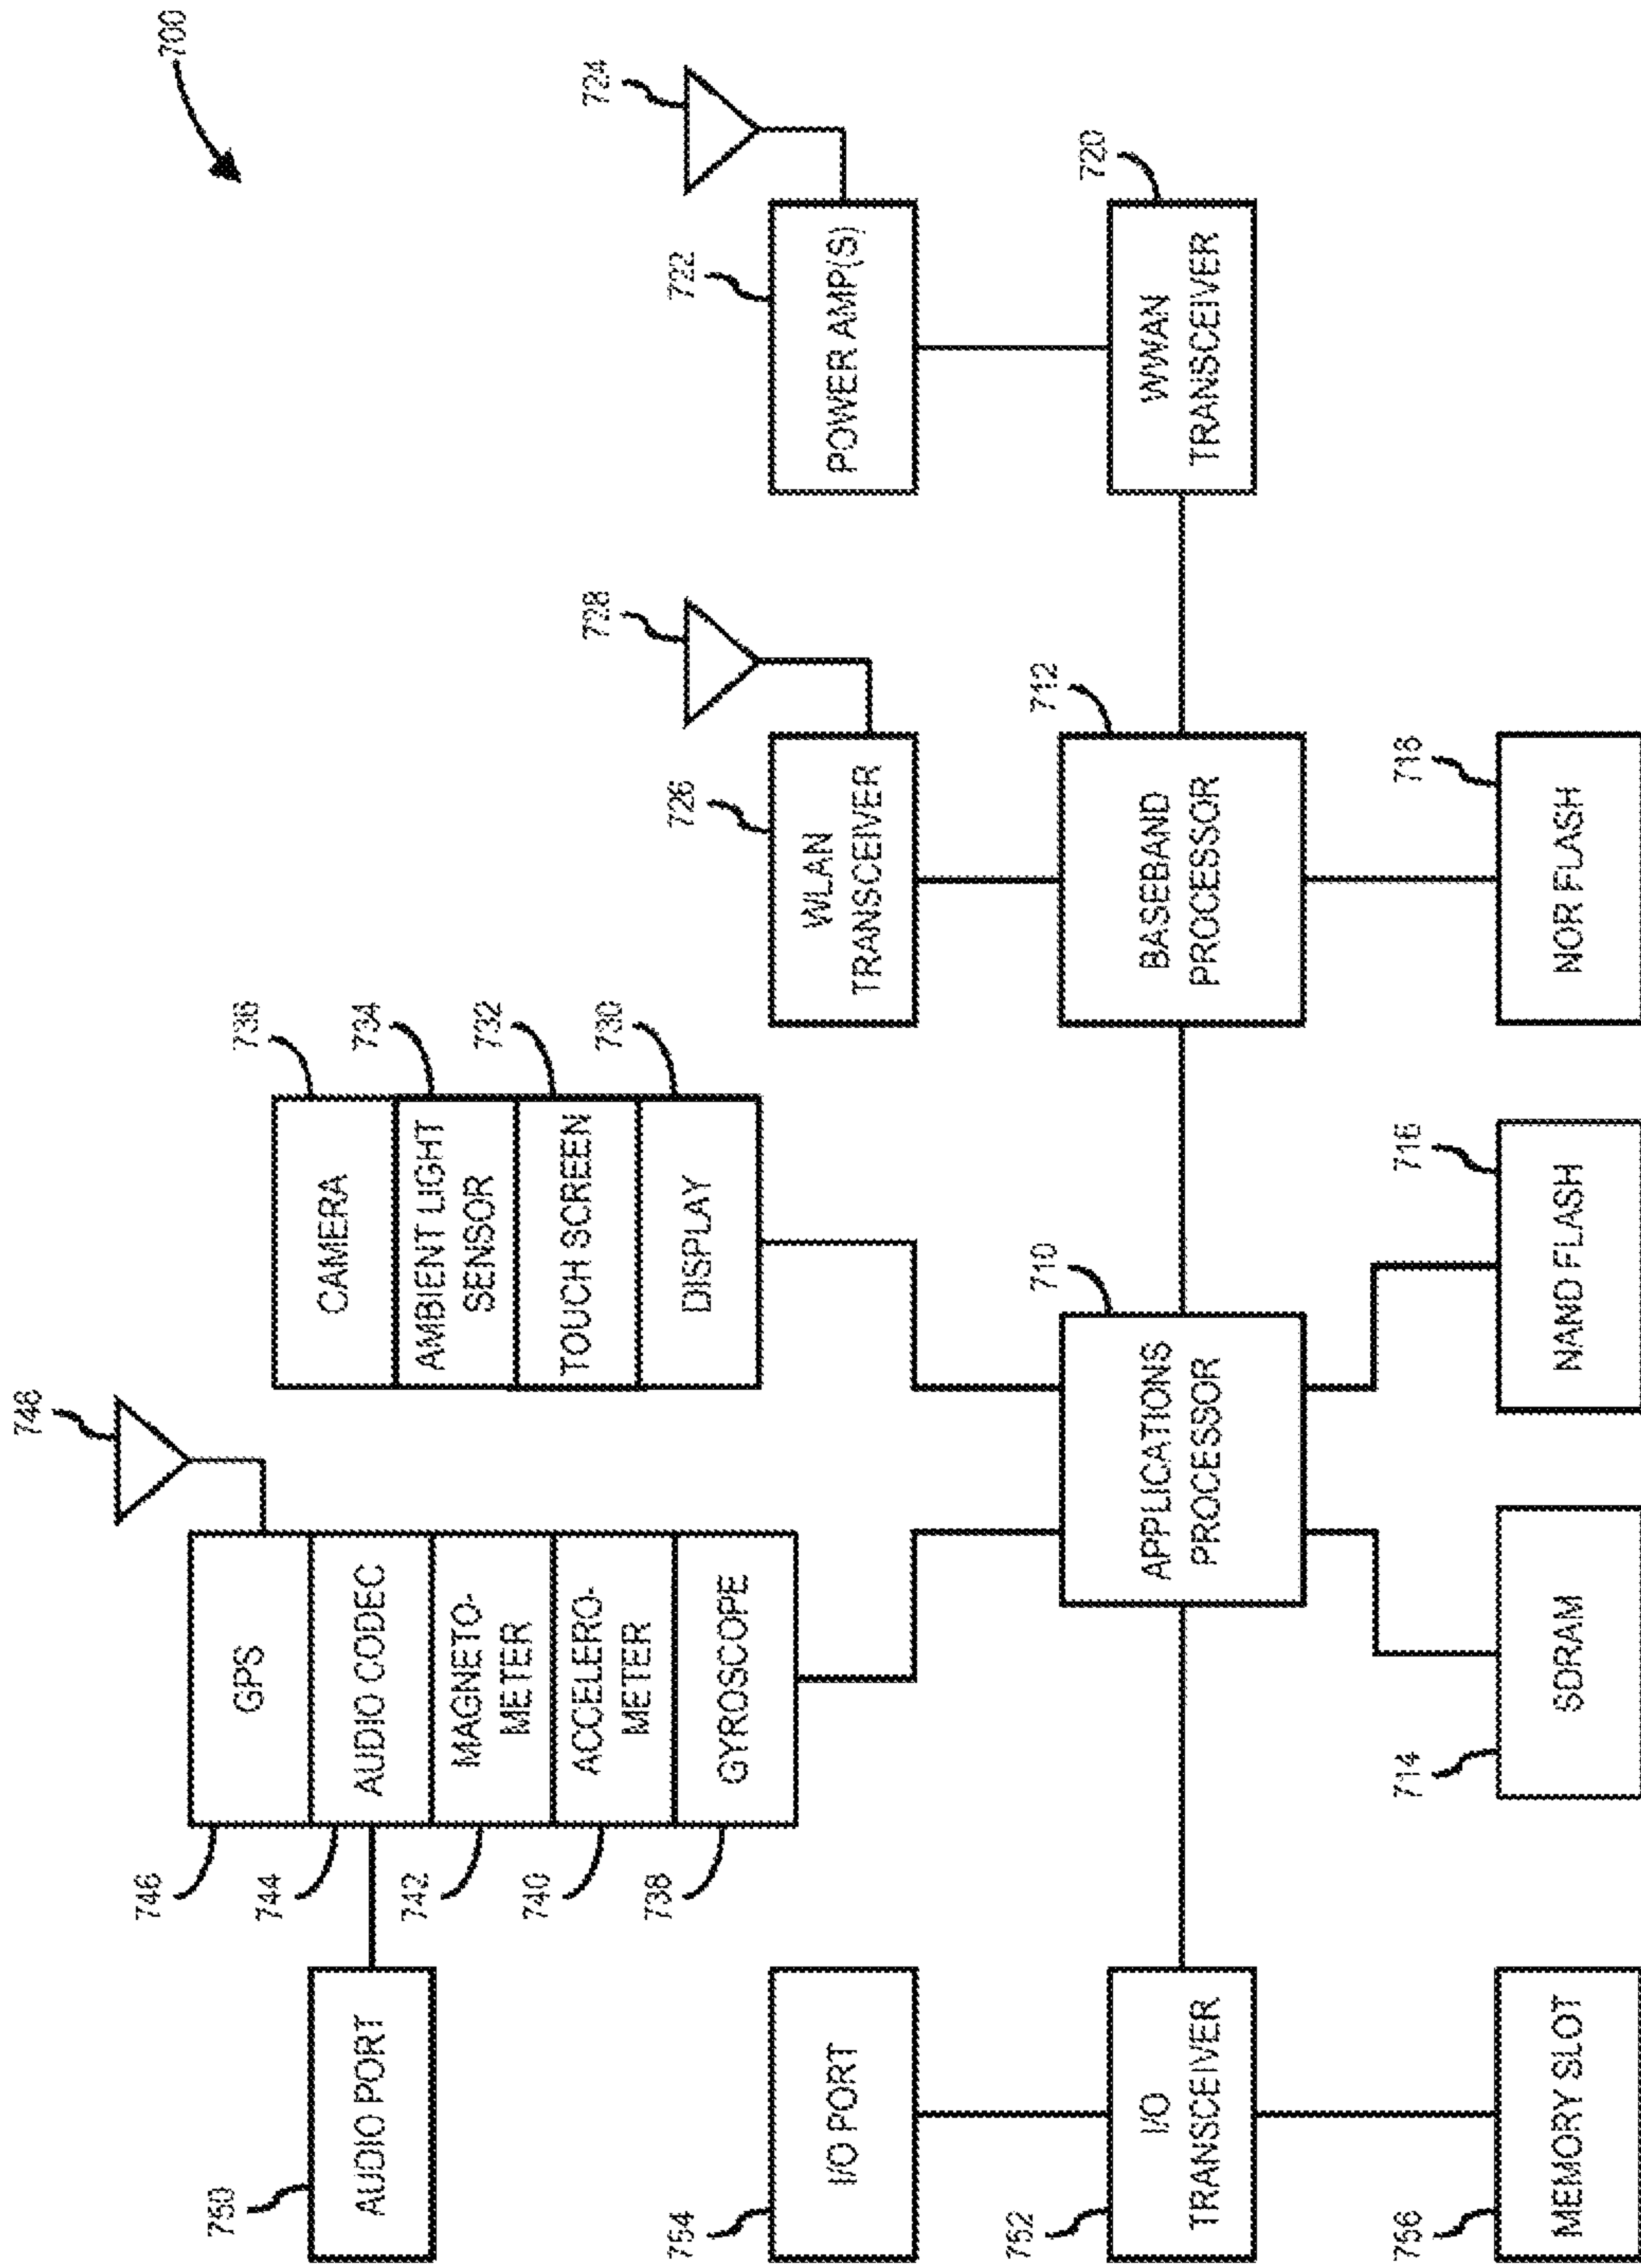 700
748
746
GPS
736
CAMERA
750
AUDIO PORT
744
AUDIO CODEC
734
AMBIENT LIGHT
SENSOR
742
MAGNETO-
METER
732
TOUCH SCREEN
740
ACCELERO-
METER
730
DISPLAY
738
GYROSCOPE
728
724
754
I/O PORT
726
WLAN
TRANSCEIVER
722
POWER AMP(S)
752
I/O
TRANSCEIVER
710
APPLICATIONS
PROCESSOR
712
BASEBAND
PROCESSOR
720
WWAN
TRANSCEIVER
756
MEMORY SLOT
714
SDRAM
716
NAND FLASH
718
NOR FLASH